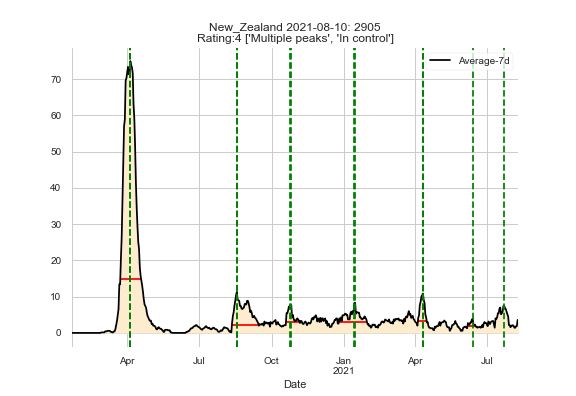 New_Zealand 2021-08-10: 2905
Rating:4 ['Multiple peaks', 'In control']
Average-7d
70
60
50
40
30
20
10
0
Apr
Jul
Oct
Jan
2021
Apr
Jul
Date